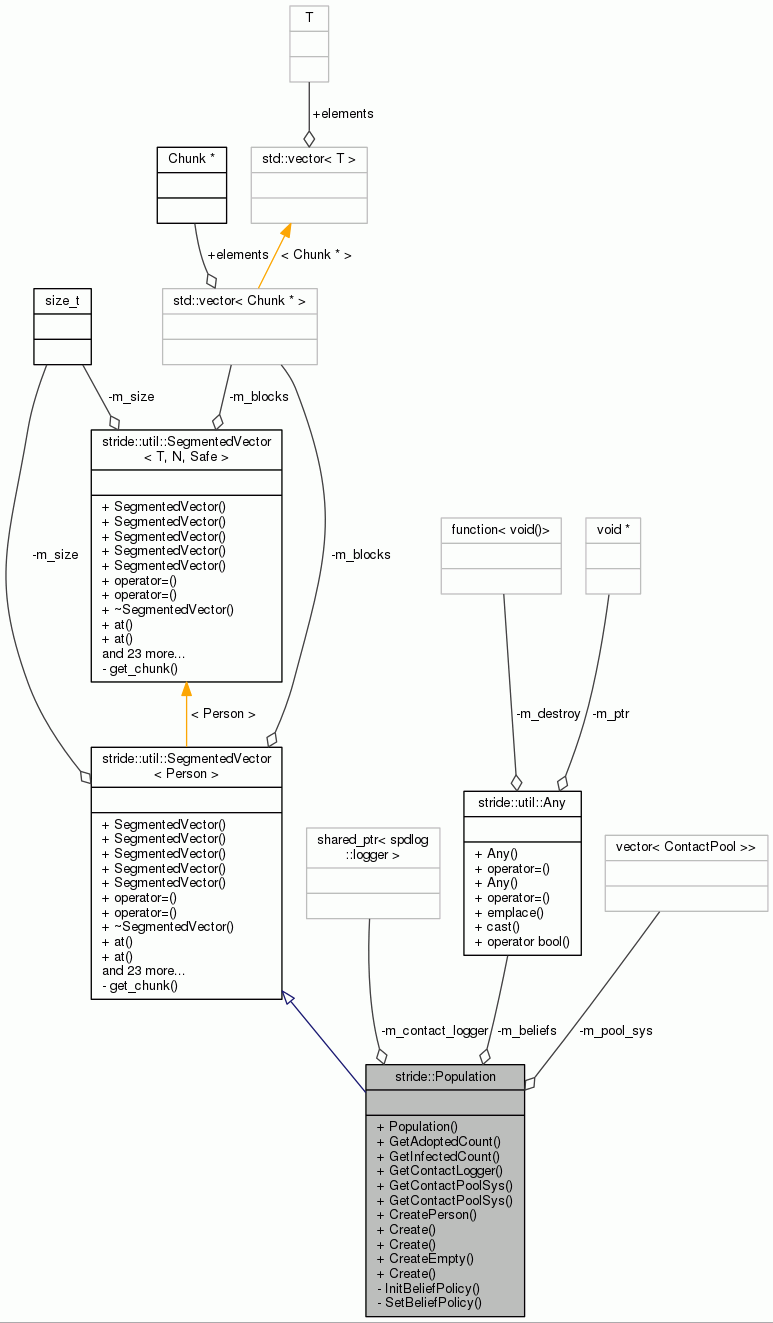 T
+elements
Chunk *
std::vector< T >
+elements
< Chunk * >
size_t
std::vector< Chunk * >
-m_size
-m_blocks
stride::util::SegmentedVector
< T, N, Safe >
+ SegmentedVector()
+ SegmentedVector()
+ SegmentedVector()
+ SegmentedVector()
+ SegmentedVector()
+ operator=()
+ operator=()
+ ~SegmentedVector()
+ at()
+ at()
and 23 more...
- get_chunk()
-m_size
-m_blocks
function< void()>
void *
< Person >
-m_destroy
-m_ptr
stride::util::SegmentedVector
< Person >
+ SegmentedVector()
+ SegmentedVector()
+ SegmentedVector()
+ SegmentedVector()
+ SegmentedVector()
+ operator=()
+ operator=()
+ ~SegmentedVector()
+ at()
+ at()
and 23 more...
- get_chunk()
shared_ptr< spdlog
::logger >
stride::util::Any
+ Any()
+ operator=()
+ Any()
+ operator=()
+ emplace()
+ cast()
+ operator bool()
vector< ContactPool >>
-m_contact_logger
-m_beliefs
-m_pool_sys
stride::Population
+ Population()
+ GetAdoptedCount()
+ GetInfectedCount()
+ GetContactLogger()
+ GetContactPoolSys()
+ GetContactPoolSys()
+ CreatePerson()
+ Create()
+ Create()
+ CreateEmpty()
+ Create()
- InitBeliefPolicy()
- SetBeliefPolicy()